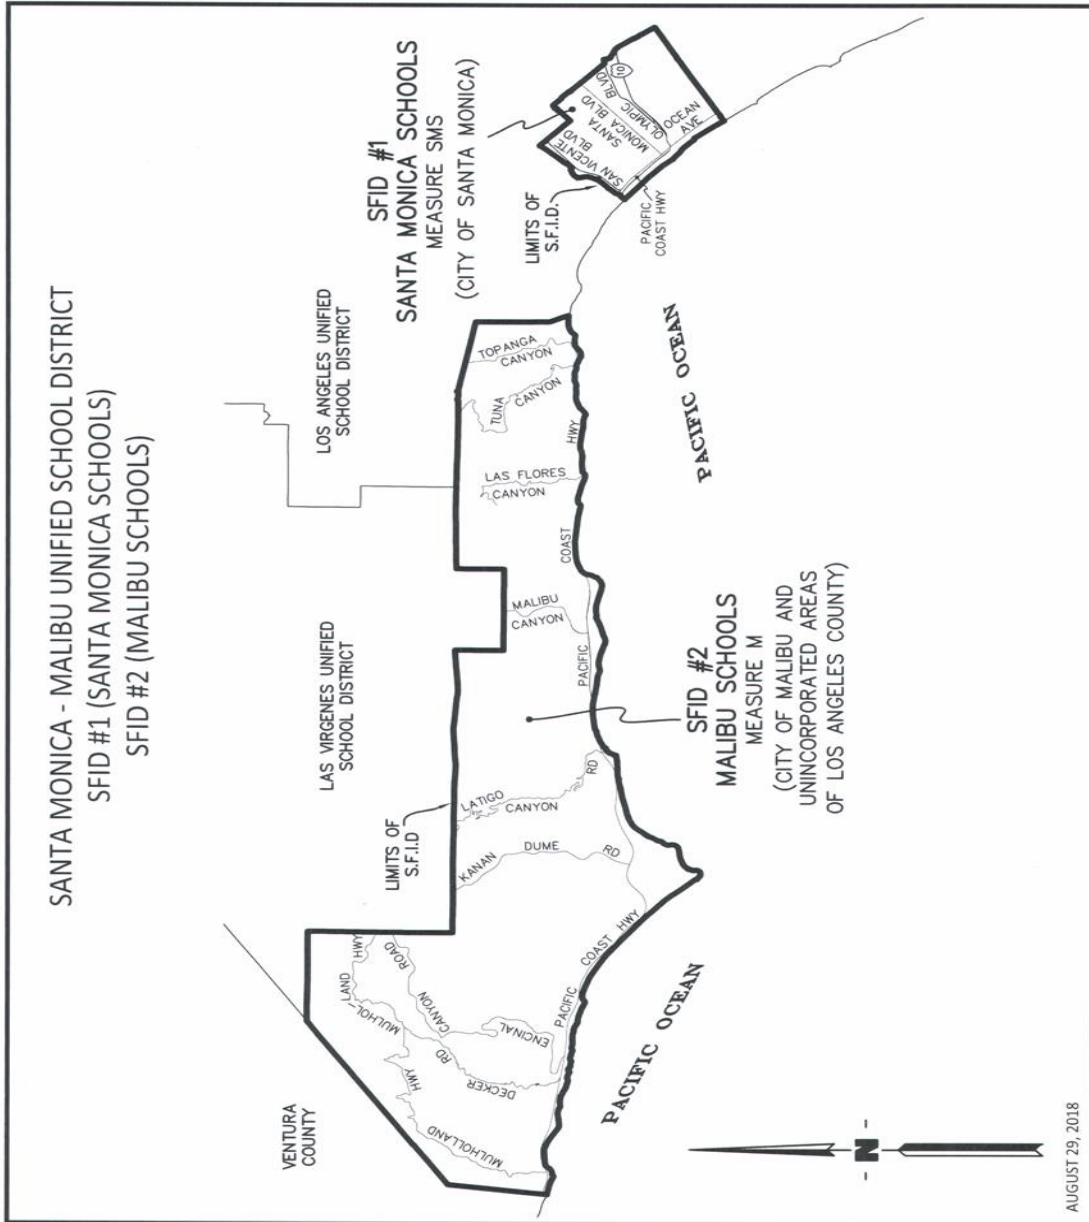 SANTA MONICA - MALIBU UNIFIED SCHOOL DISTRICT
SFID #1 (SANTA MONICA SCHOOLS)
SFID #2 (MALIBU SCHOOLS)
VENTURA
COUNTY
LAS VIRGENES UNIFIED
SCHOOL DISTRICT
LOS ANGELES UNIFIED
SCHOOL DISTRICT
SFID #1
SANTA MONICA SCHOOLS
MEASURE SMS
(CITY OF SANTA MONICA)
LIMITS OF
S.F.I.D
LIMITS OF
S.F.I.D.
MULHOLLAND
HWY
MULHOL-
LAND
HWY
DECKER
RD
ENCINAL
CANYON
ROAD
KANAN
DUME
RD
LATIGO
CANYON
RD
MALIBU
CANYON
LAS FLORES
CANYON
TUNA
CANYON
TOPANGA
CANYON
PACIFIC
COAST
HWY
PACIFIC
COAST
HWY
SAN VICENTE
BLVD
SANTA
MONICA BLVD
OLYMPIC
BLVD
10
OCEAN
AVE
PACIFIC
COAST HWY
PACIFIC OCEAN
PACIFIC OCEAN
SFID #2
MALIBU SCHOOLS
MEASURE M
(CITY OF MALIBU AND
UNINCORPORATED AREAS
OF LOS ANGELES COUNTY)
- N -
AUGUST 29, 2018